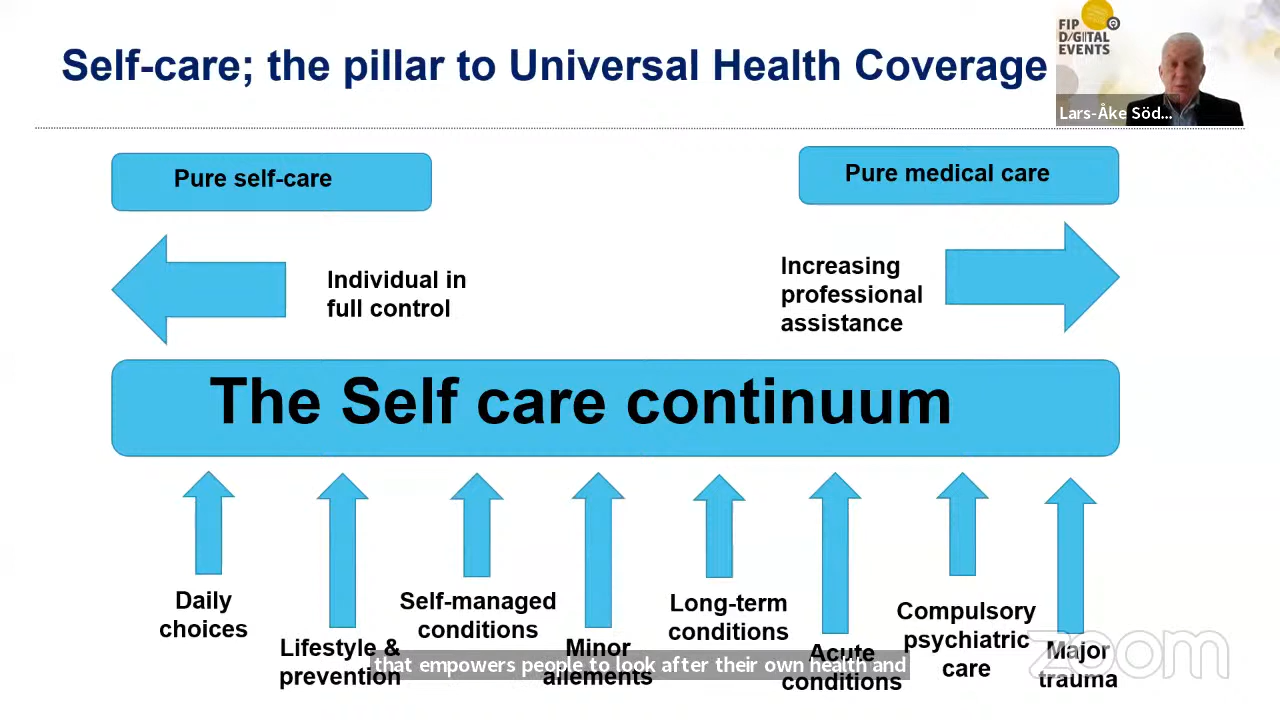 Self-care; the pillar to Universal Health Coverage
FIP
DIGITAL
EVENTS
Lars-Åke Söd...
Pure self-care
Pure medical care
Individual in
full control
Increasing
professional
assistance
The Self care continuum
Daily
choices
Lifestyle &
prevention
Self-managed
conditions
Minor
ailements
Long-term
conditions
Acute
conditions
Compulsory
psychiatric
care
Major
trauma
that empowers people to look after their own health and
zoom